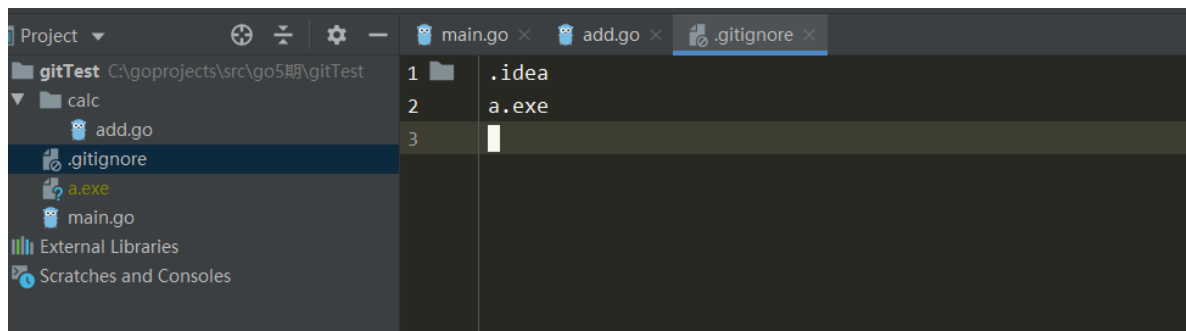 Project
main.go
add.go
.gitignore
gitTest C:\goprojects\src\go5期\gitTest
calc
add.go
.gitignore
a.exe
main.go
External Libraries
Scratches and Consoles
1 .idea
2 a.exe
3